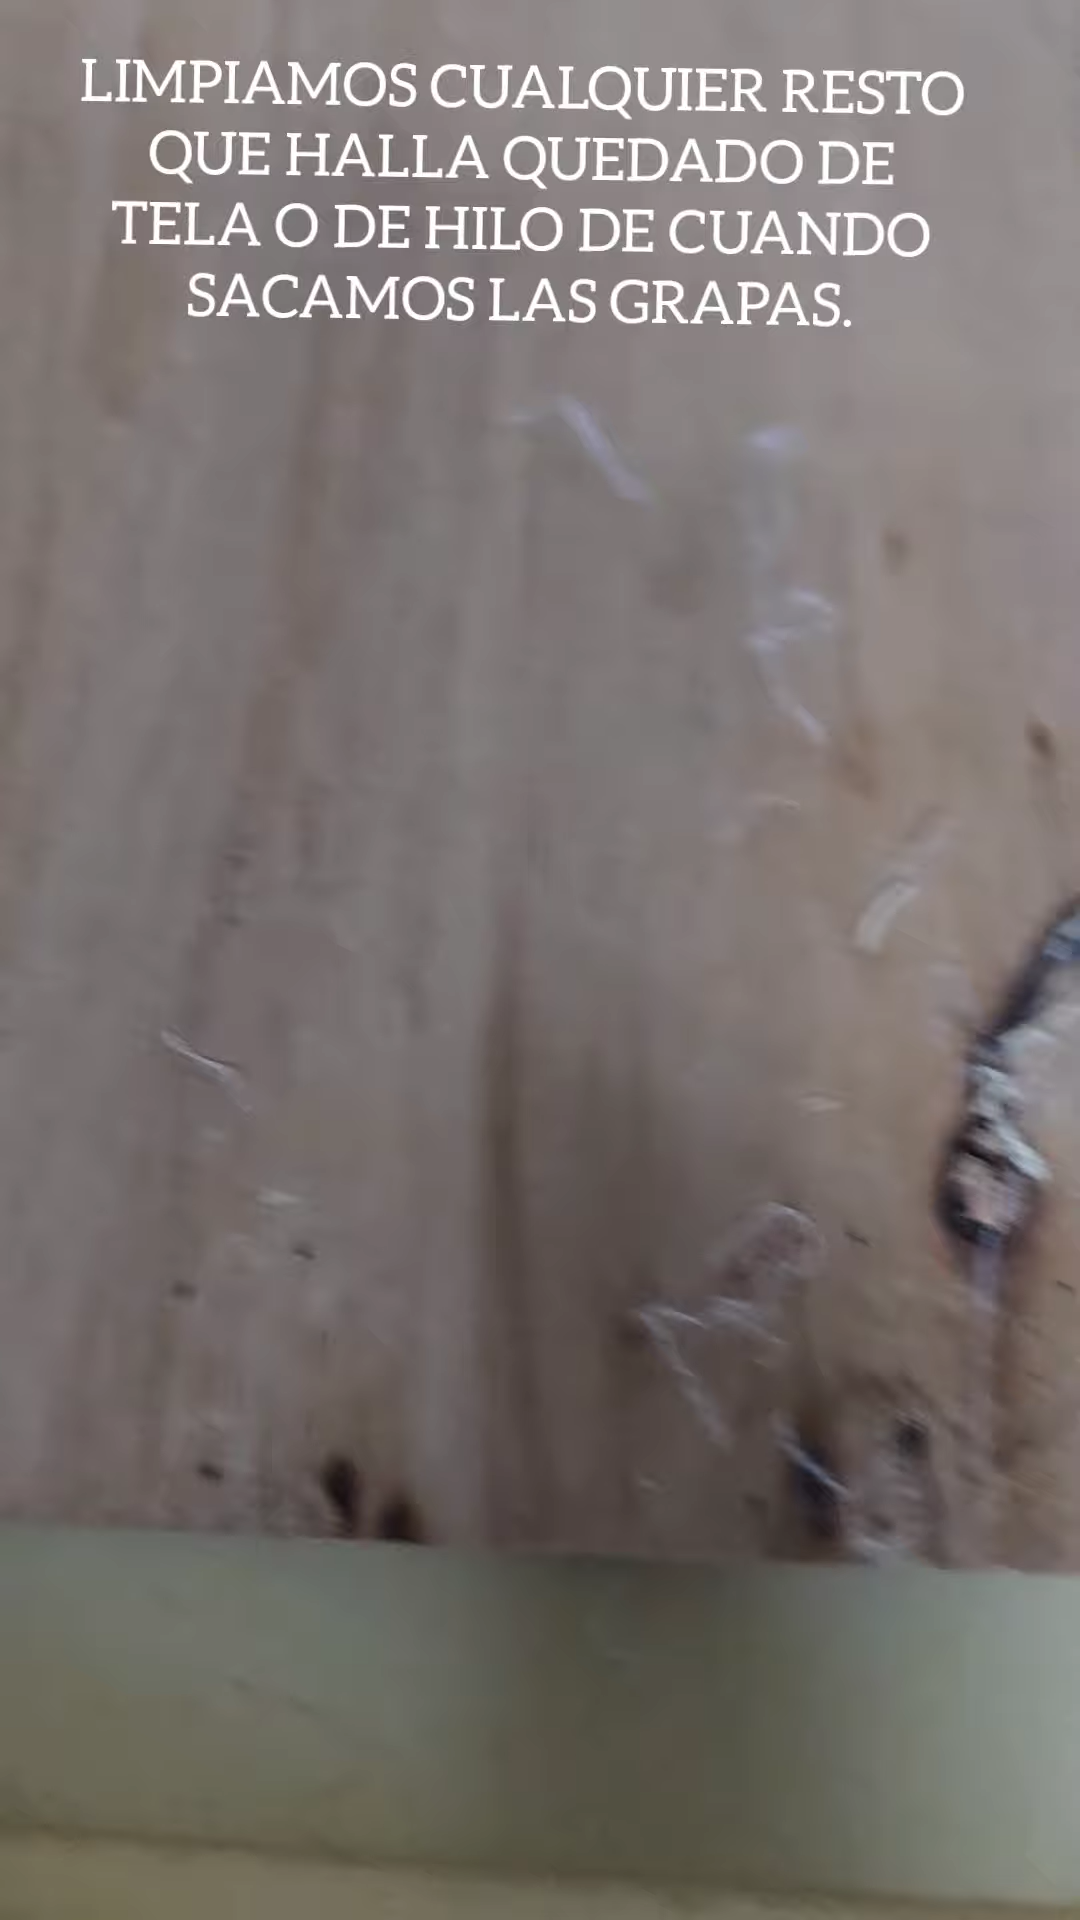 LIMPIAMOS CUALQUIER RESTO
QUE HALLA QUEDADO DE
TELA O DE HILO DE CUANDO
SACAMOS LAS GRAPAS.